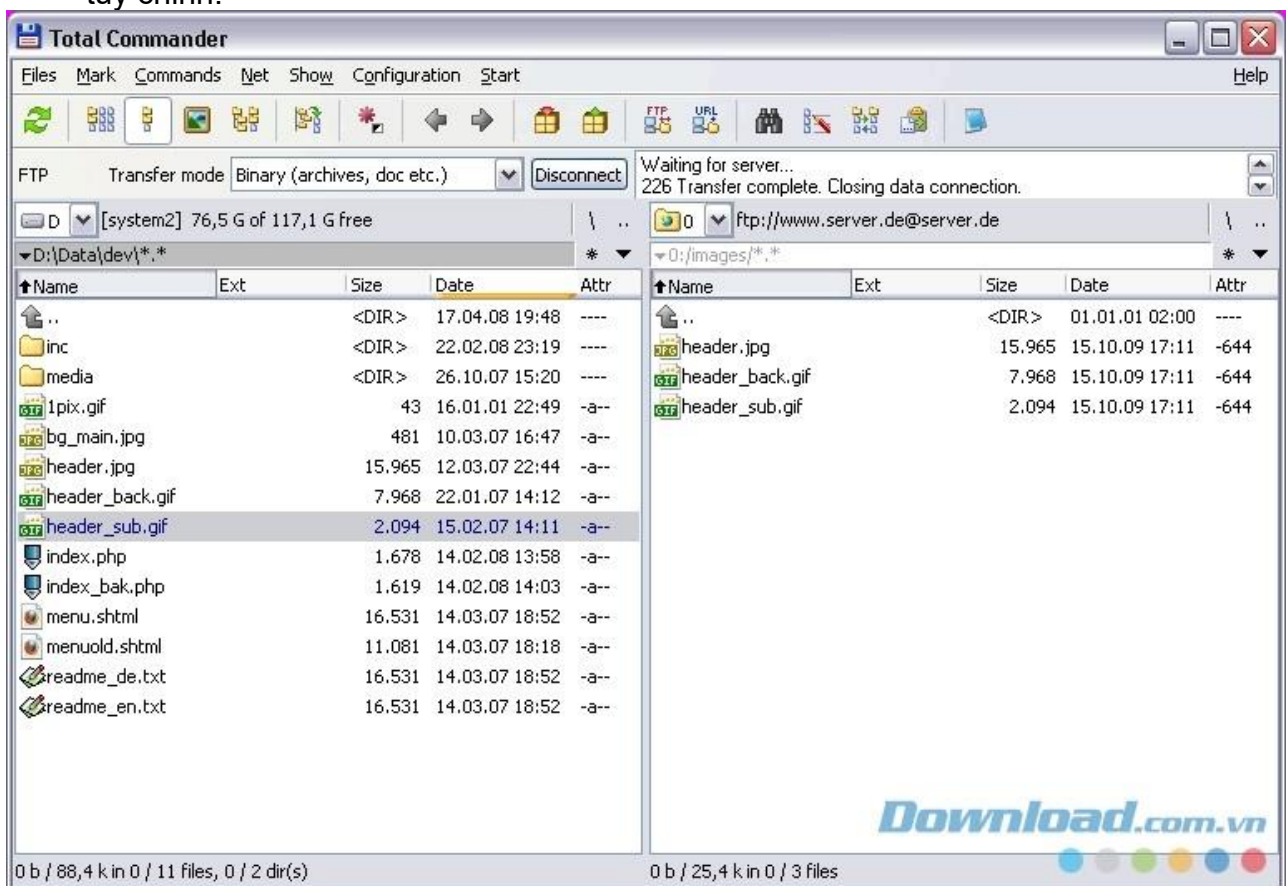 tùy chỉnh.
Total Commander
Files Mark Commands Net Show Configuration Start Help
FTP URL
FTP Transfer mode Binary (archives, doc etc.) Disconnect
Waiting for server...
226 Transfer complete. Closing data connection.
D [system2] 76,5 G of 117,1 G free \ ..
0 ftp://www.server.de@server.de \ ..
D:\Data\dev\*.* * 
0:/images/*.* *
Name Ext Size Date Attr
.. <DIR> 17.04.08 19:48 ----
inc <DIR> 22.02.08 23:19 ----
media <DIR> 26.10.07 15:20 ----
1pix.gif 43 16.01.01 22:49 -a--
bg_main.jpg 481 10.03.07 16:47 -a--
header.jpg 15.965 12.03.07 22:44 -a--
header_back.gif 7.968 22.01.07 14:12 -a--
header_sub.gif 2.094 15.02.07 14:11 -a--
index.php 1.678 14.02.08 13:58 -a--
index_bak.php 1.619 14.02.08 14:03 -a--
menu.shtml 16.531 14.03.07 18:52 -a--
menuold.shtml 11.081 14.03.07 18:18 -a--
readme_de.txt 16.531 14.03.07 18:52 -a--
readme_en.txt 16.531 14.03.07 18:52 -a--
0 b / 88,4 k in 0 / 11 files, 0 / 2 dir(s)
Name Ext Size Date Attr
.. <DIR> 01.01.01 02:00 ----
header.jpg 15.965 15.10.09 17:11 -644
header_back.gif 7.968 15.10.09 17:11 -644
header_sub.gif 2.094 15.10.09 17:11 -644
Download.com.vn
0 b / 25,4 k in 0 / 3 files